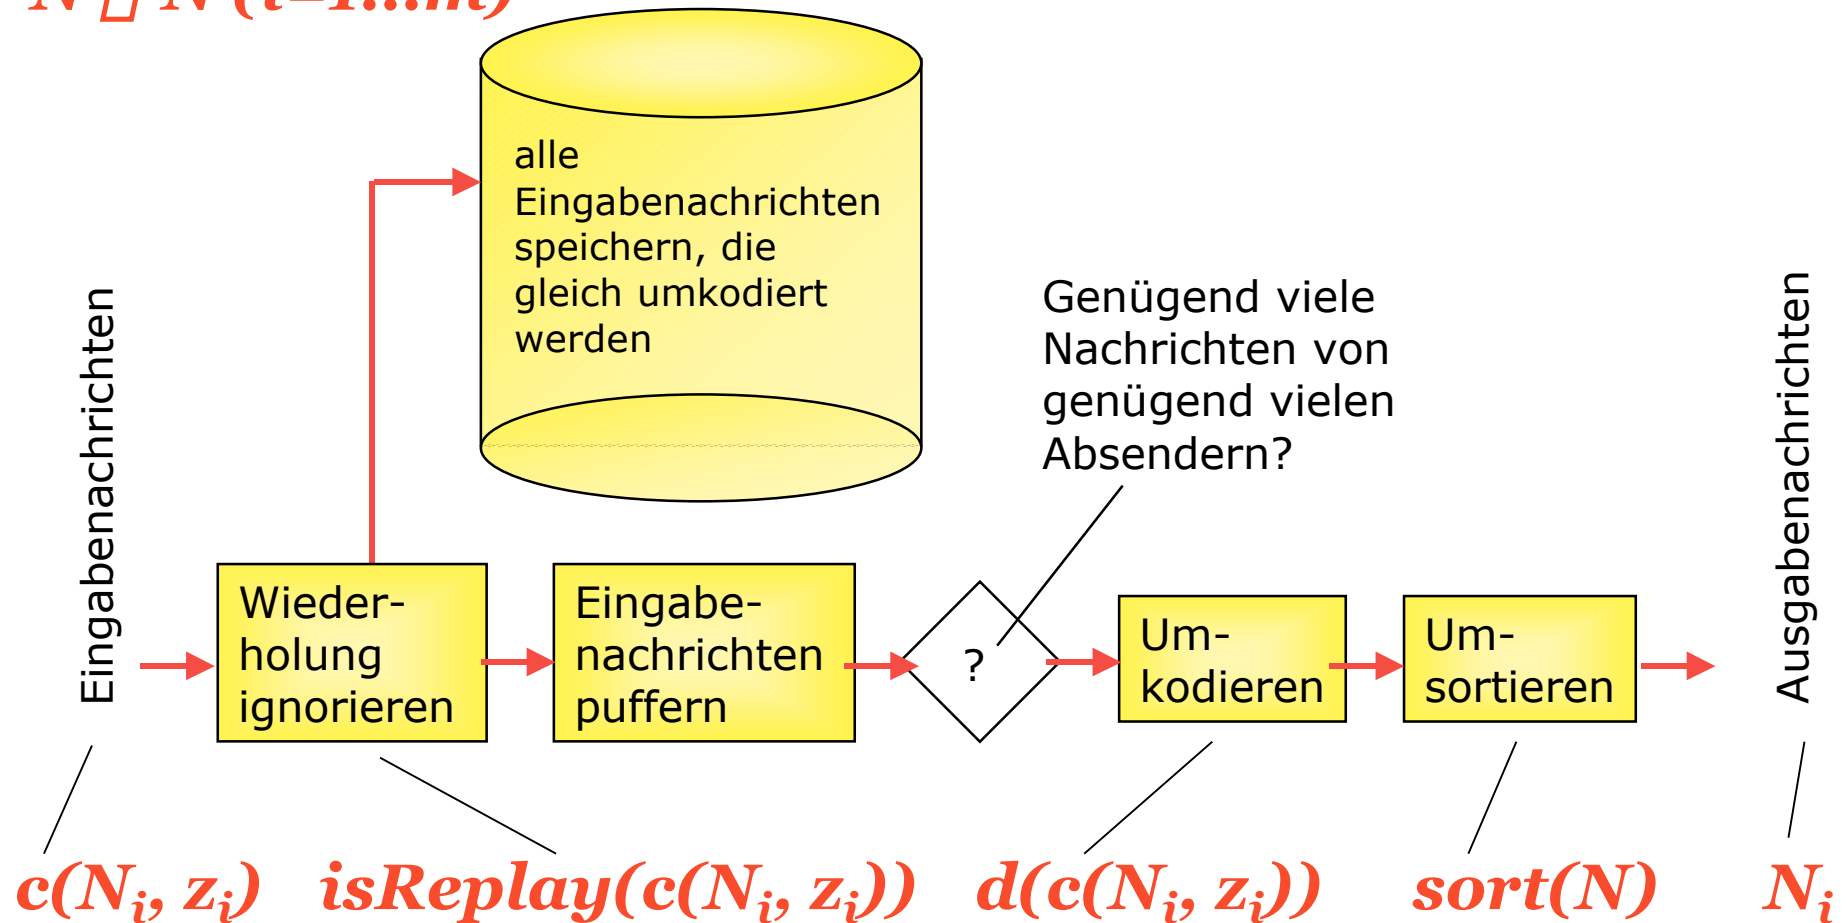 (i=1...m)
alle
Eingabenachrichten
speichern, die
gleich umkodiert
werden
Genügend viele
Nachrichten von
genügend vielen
Absendern?
Eingabenachrichten
Wieder-
holung
ignorieren
Eingabe-
nachrichten
puffern
?
Um-
kodieren
Um-
sortieren
Ausgabenachrichten
c(Nᵢ, zᵢ)
isReplay(c(Nᵢ, zᵢ))
d(c(Nᵢ, zᵢ))
sort(N)
Nᵢ